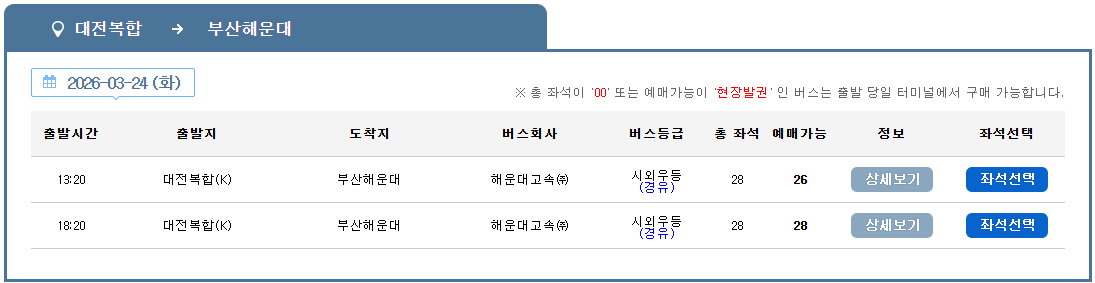 대전복합 → 부산해운대
2026-03-24 (화)
※ 총 좌석이 '00' 또는 예매가능이 '현장발권' 인 버스는 출발 당일 터미널에서 구매 가능합니다.
출발시간 출발지 도착지 버스회사 버스등급 총 좌석 예매가능 정보 좌석선택
13:20 대전복합(K) 부산해운대 해운대고속㈜ 시외우등 28 26 상세보기 좌석선택
(경유)
18:20 대전복합(K) 부산해운대 해운대고속㈜ 시외우등 28 28 상세보기 좌석선택
(경유)